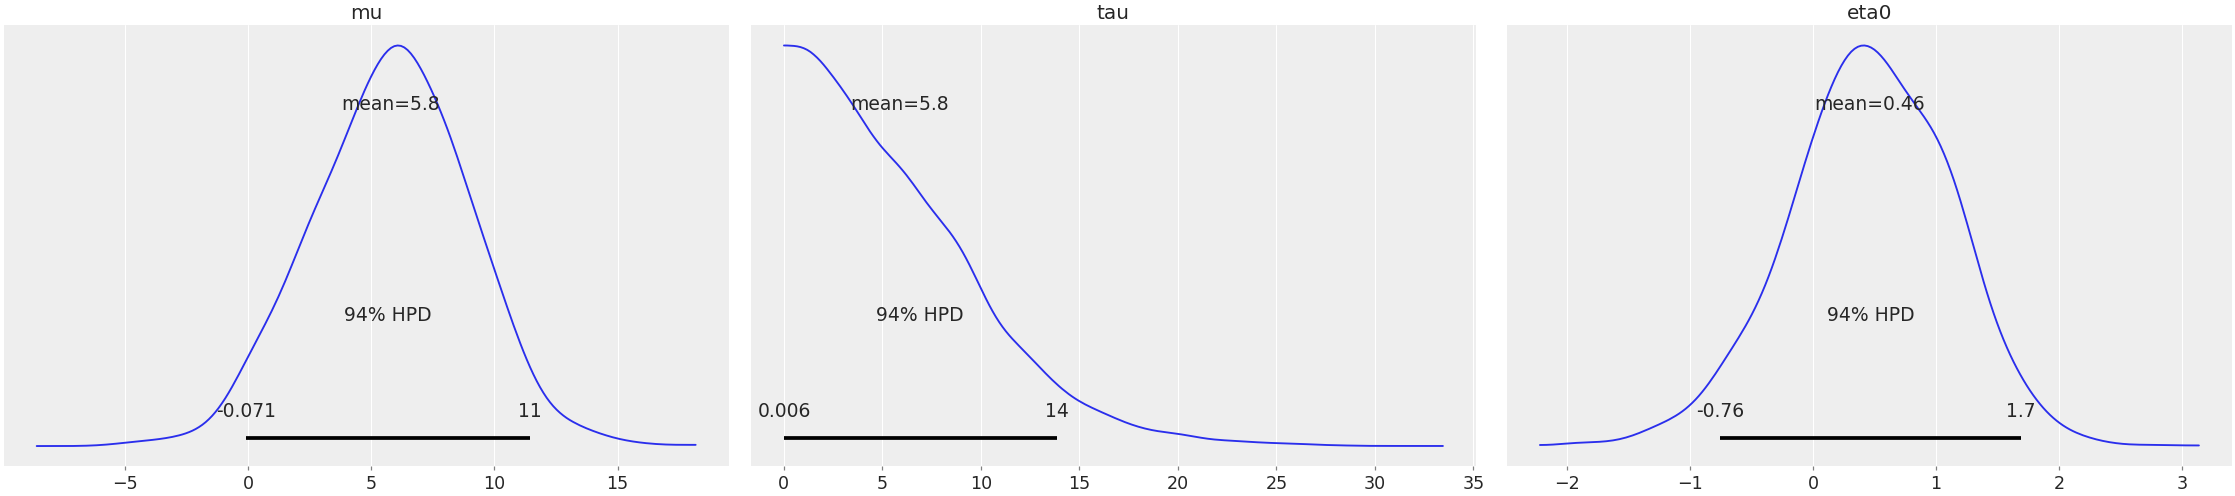 mu
mean=5.8
94% HPD
-0.071 11
−5 0 5 10 15
tau
mean=5.8
94% HPD
0.006 14
0 5 10 15 20 25 30 35
eta0
mean=0.46
94% HPD
-0.76 1.7
−2 −1 0 1 2 3